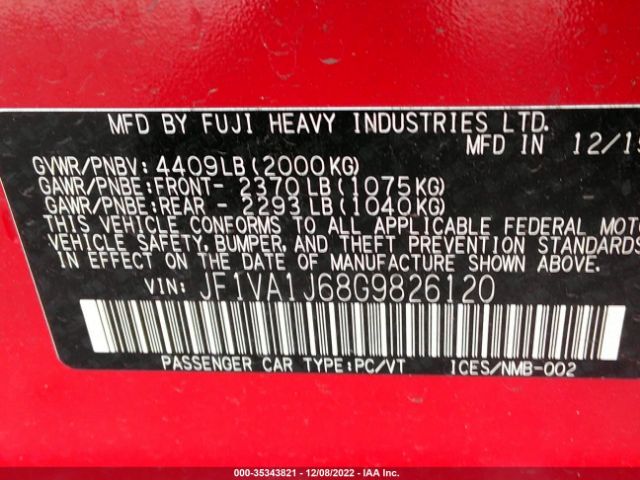 MFD BY FUJI HEAVY INDUSTRIES LTD.
MFD IN 12/15
GVWR/PNBV: 4409LB(2000KG)
GAWR/PNBE:FRONT- 2370LB(1075KG)
GAWR/PNBE:REAR - 2293LB(1040KG)
THIS VEHICLE CONFORMS TO ALL APPLICABLE FEDERAL MOTO
VEHICLE SAFETY, BUMPER, AND THEFT PREVENTION STANDARDS
EFFECT ON THE DATE OF MANUFACTURE SHOWN ABOVE.
VIN: JF1VA1J68G9826120
PASSENGER CAR TYPE:PC/VT ICES/NMB-002
000-35343821 - 12/08/2022 - IAA Inc.